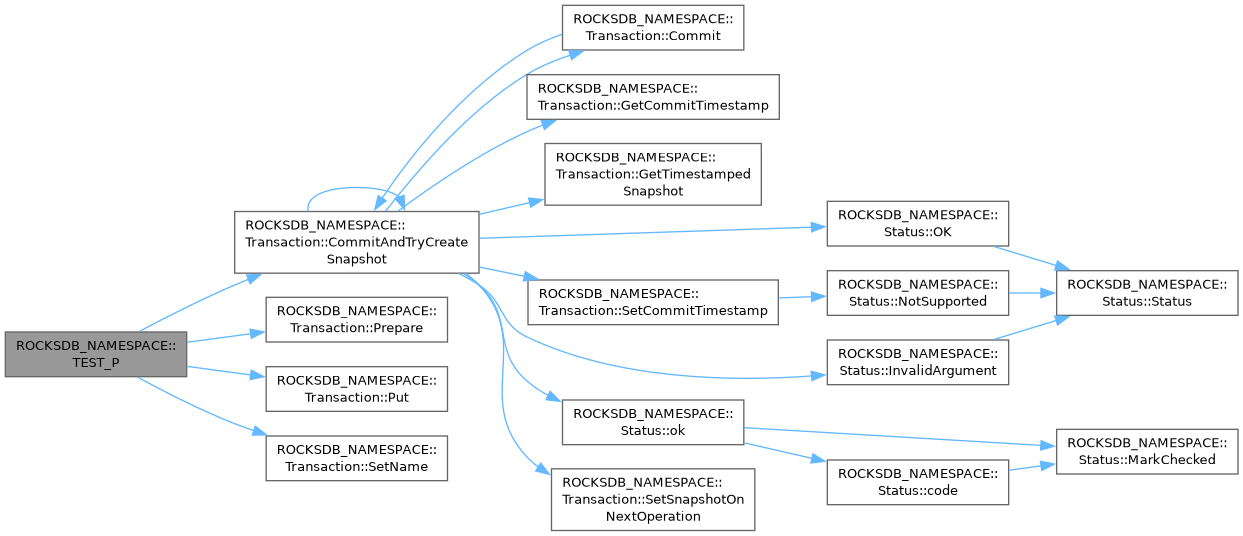 ROCKSDB_NAMESPACE::
Transaction::Commit
ROCKSDB_NAMESPACE::
Transaction::GetCommitTimestamp
ROCKSDB_NAMESPACE::
Transaction::GetTimestamped
Snapshot
ROCKSDB_NAMESPACE::
Transaction::CommitAndTryCreate
Snapshot
ROCKSDB_NAMESPACE::
Status::OK
ROCKSDB_NAMESPACE::
Transaction::SetCommitTimestamp
ROCKSDB_NAMESPACE::
Status::NotSupported
ROCKSDB_NAMESPACE::
Status::Status
ROCKSDB_NAMESPACE::
Transaction::Prepare
ROCKSDB_NAMESPACE::
TEST_P
ROCKSDB_NAMESPACE::
Status::InvalidArgument
ROCKSDB_NAMESPACE::
Transaction::Put
ROCKSDB_NAMESPACE::
Status::ok
ROCKSDB_NAMESPACE::
Transaction::SetName
ROCKSDB_NAMESPACE::
Status::MarkChecked
ROCKSDB_NAMESPACE::
Status::code
ROCKSDB_NAMESPACE::
Transaction::SetSnapshotOn
NextOperation